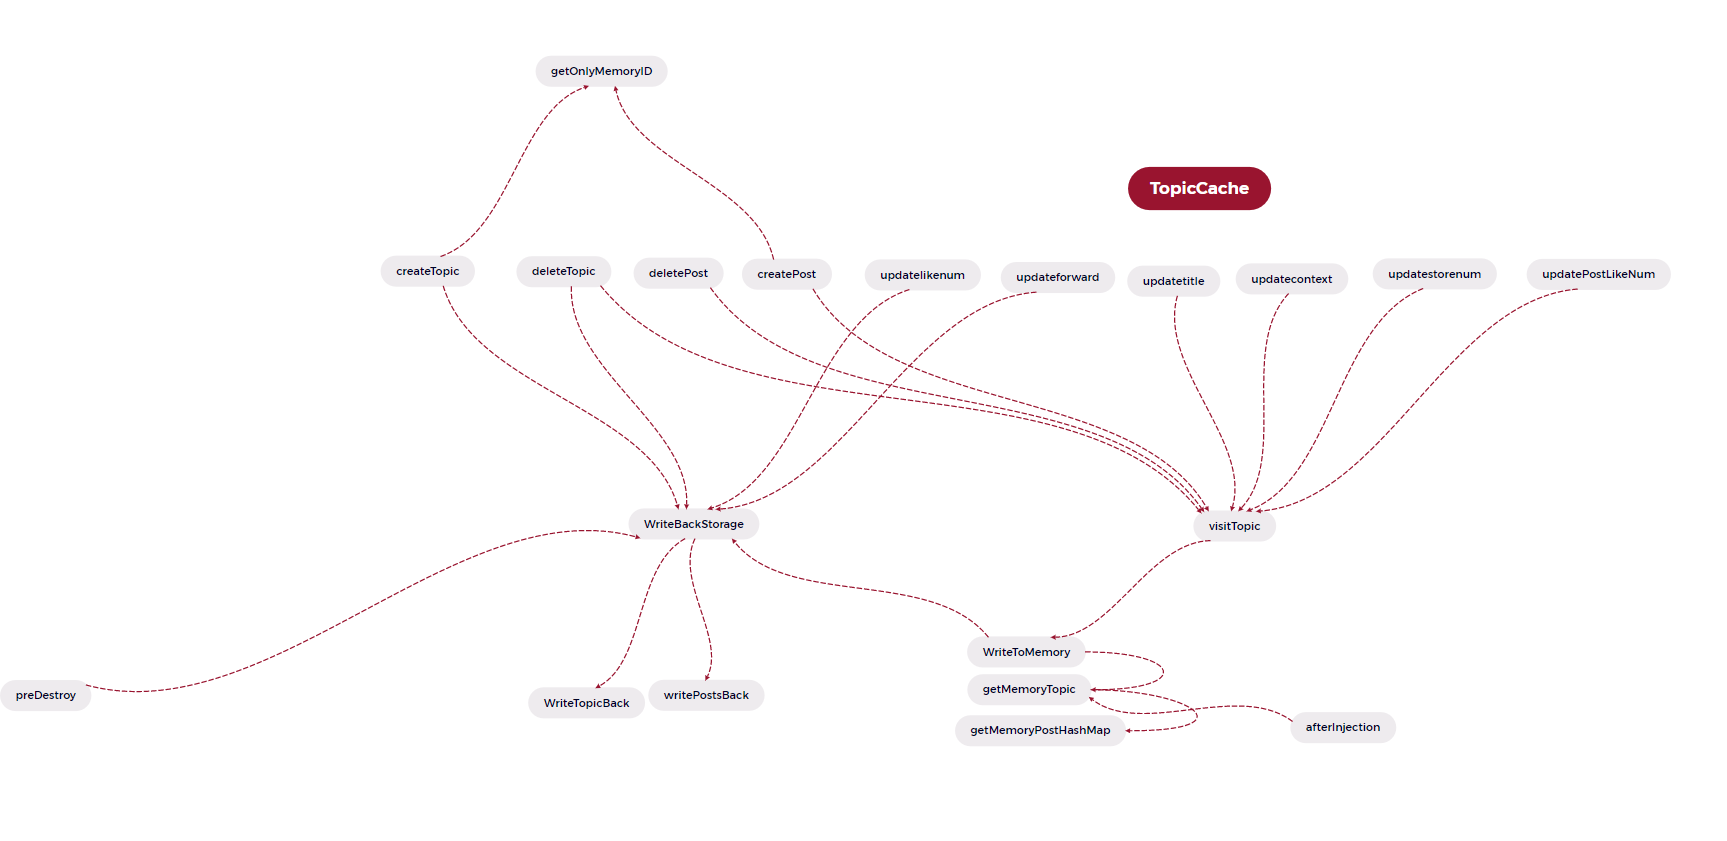 getOnlyMemoryID
TopicCache
createTopic
deleteTopic
deletePost
createPost
updatelikenum
updateforward
updatetitle
updatecontext
updatestorenum
updatePostLikeNum
WriteBackStorage
visitTopic
WriteToMemory
getMemoryTopic
preDestroy
WriteTopicBack
writePostsBack
getMemoryPostHashMap
afterInjection